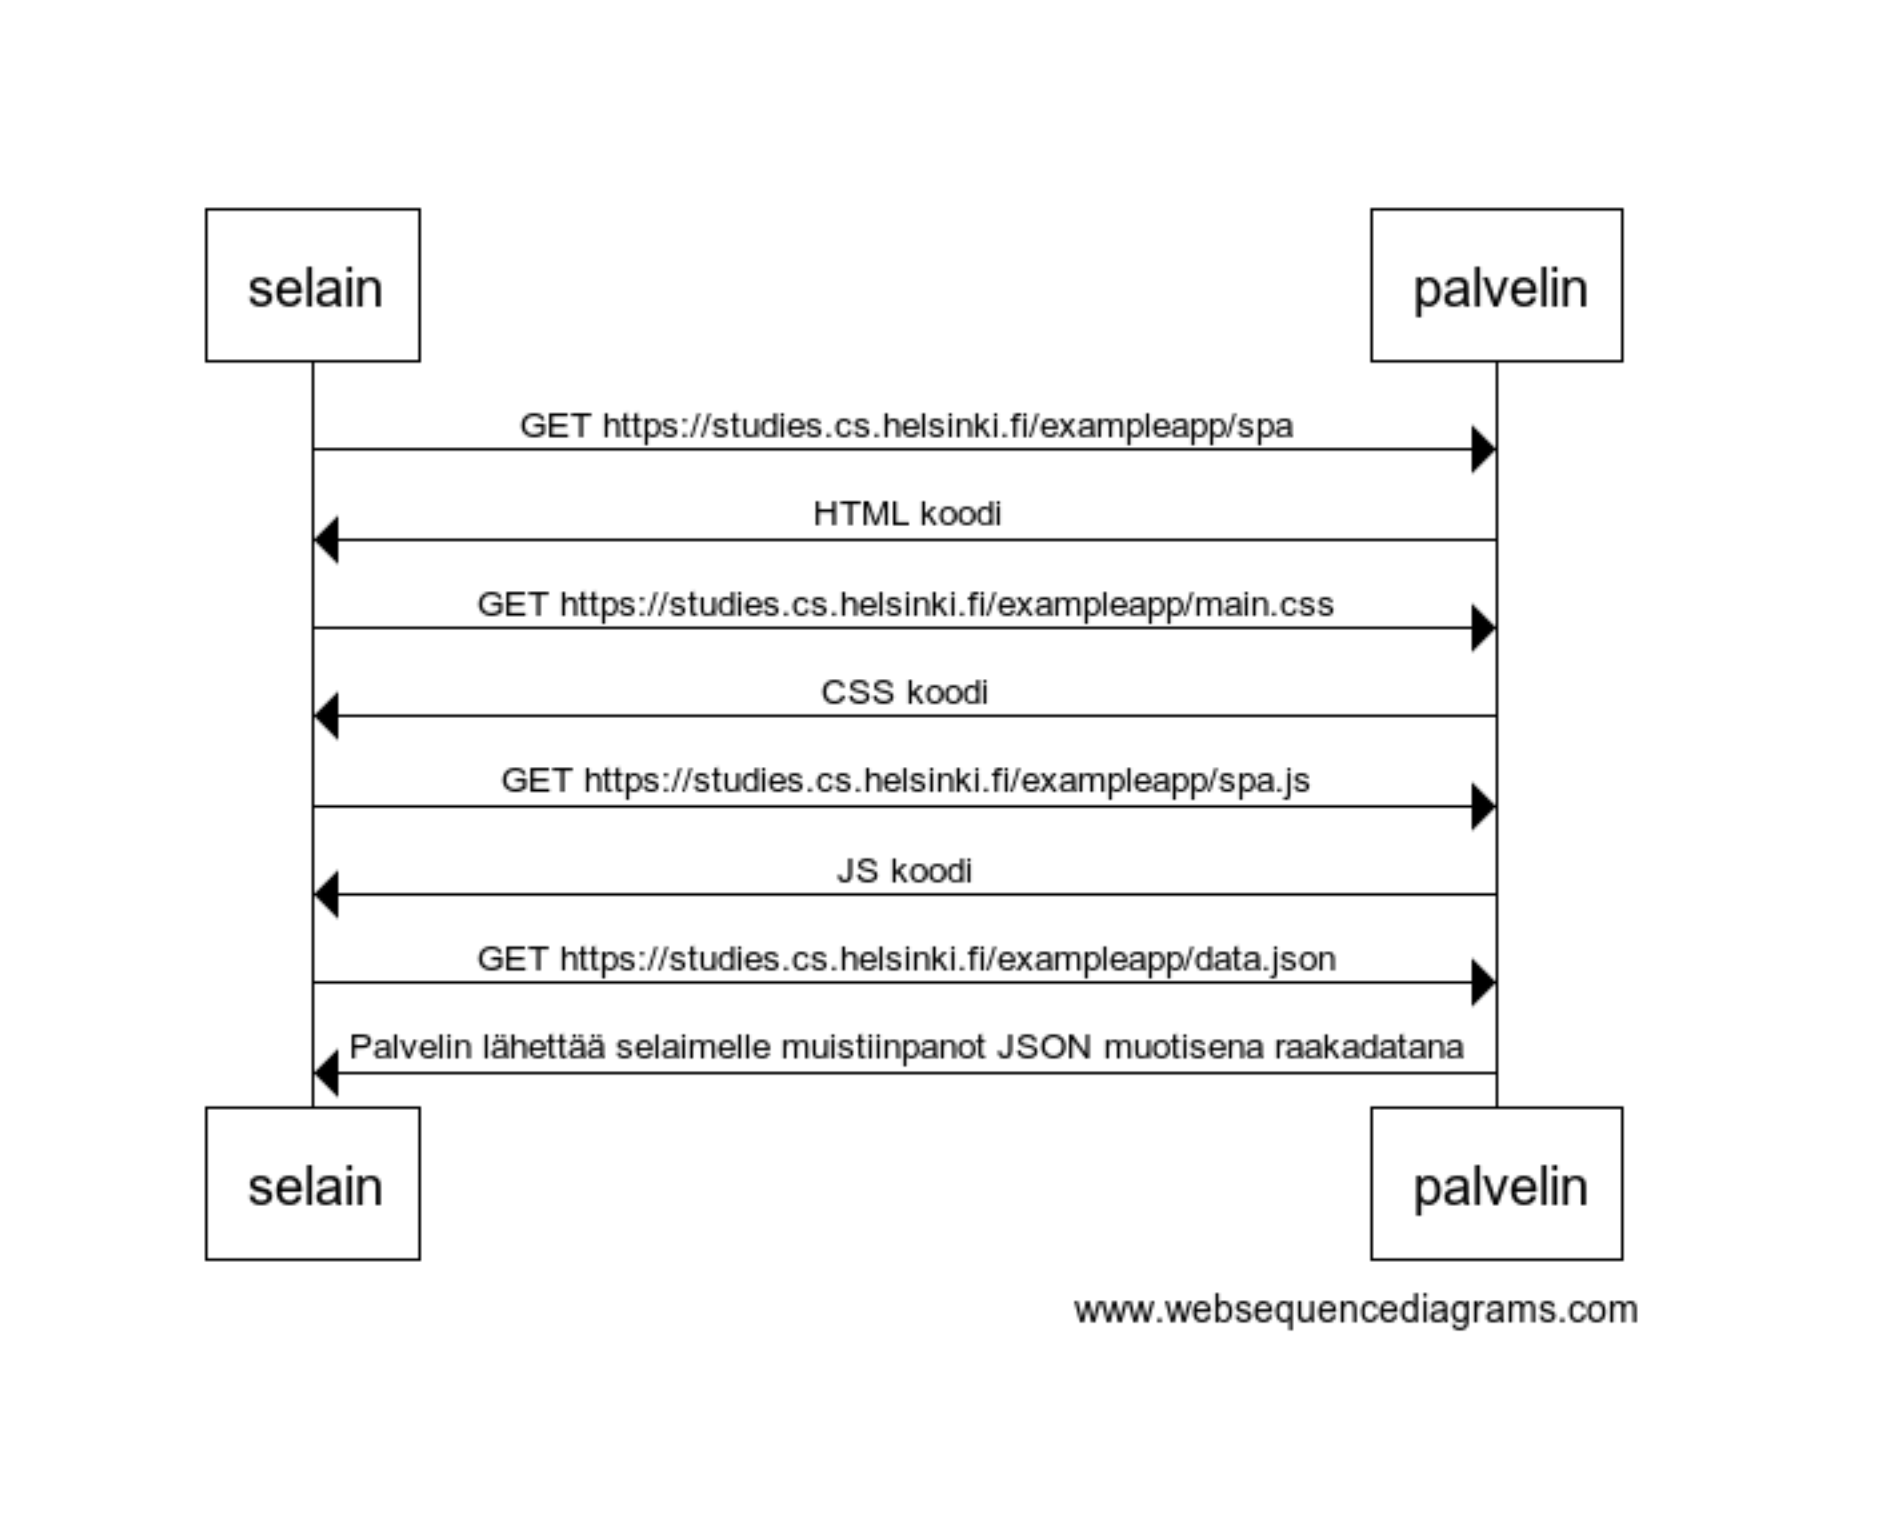 selain
palvelin
GET https://studies.cs.helsinki.fi/exampleapp/spa
HTML koodi
GET https://studies.cs.helsinki.fi/exampleapp/main.css
CSS koodi
GET https://studies.cs.helsinki.fi/exampleapp/spa.js
JS koodi
GET https://studies.cs.helsinki.fi/exampleapp/data.json
Palvelin lähettää selaimelle muistiinpanot JSON muotisena raakadatana
selain
palvelin
www.websequencediagrams.com